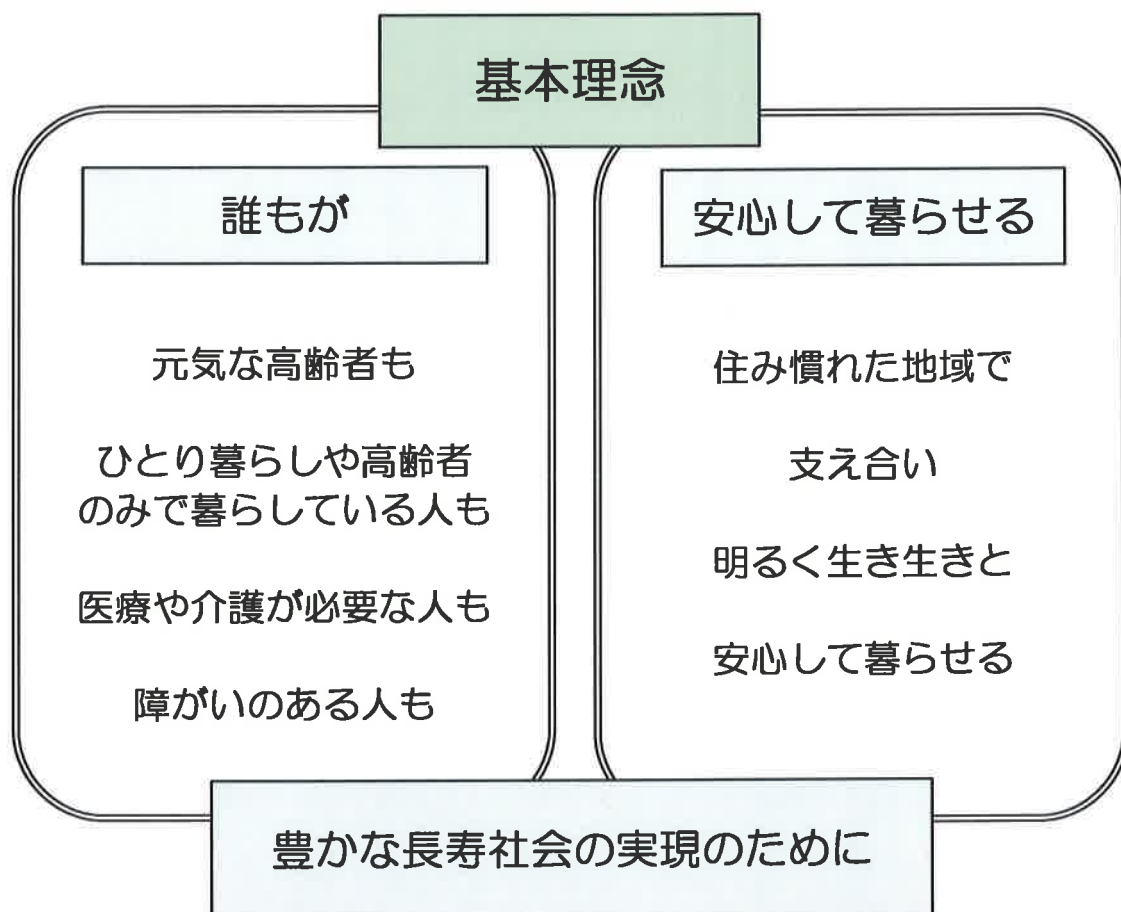 基本理念
誰もが
元気な高齢者も
ひとり暮らしや高齢者
のみで暮らしている人も
医療や介護が必要な人も
障がいのある人も
安心して暮らせる
住み慣れた地域で
支え合い
明るく生き生きと
安心して暮らせる
豊かな長寿社会の実現のために